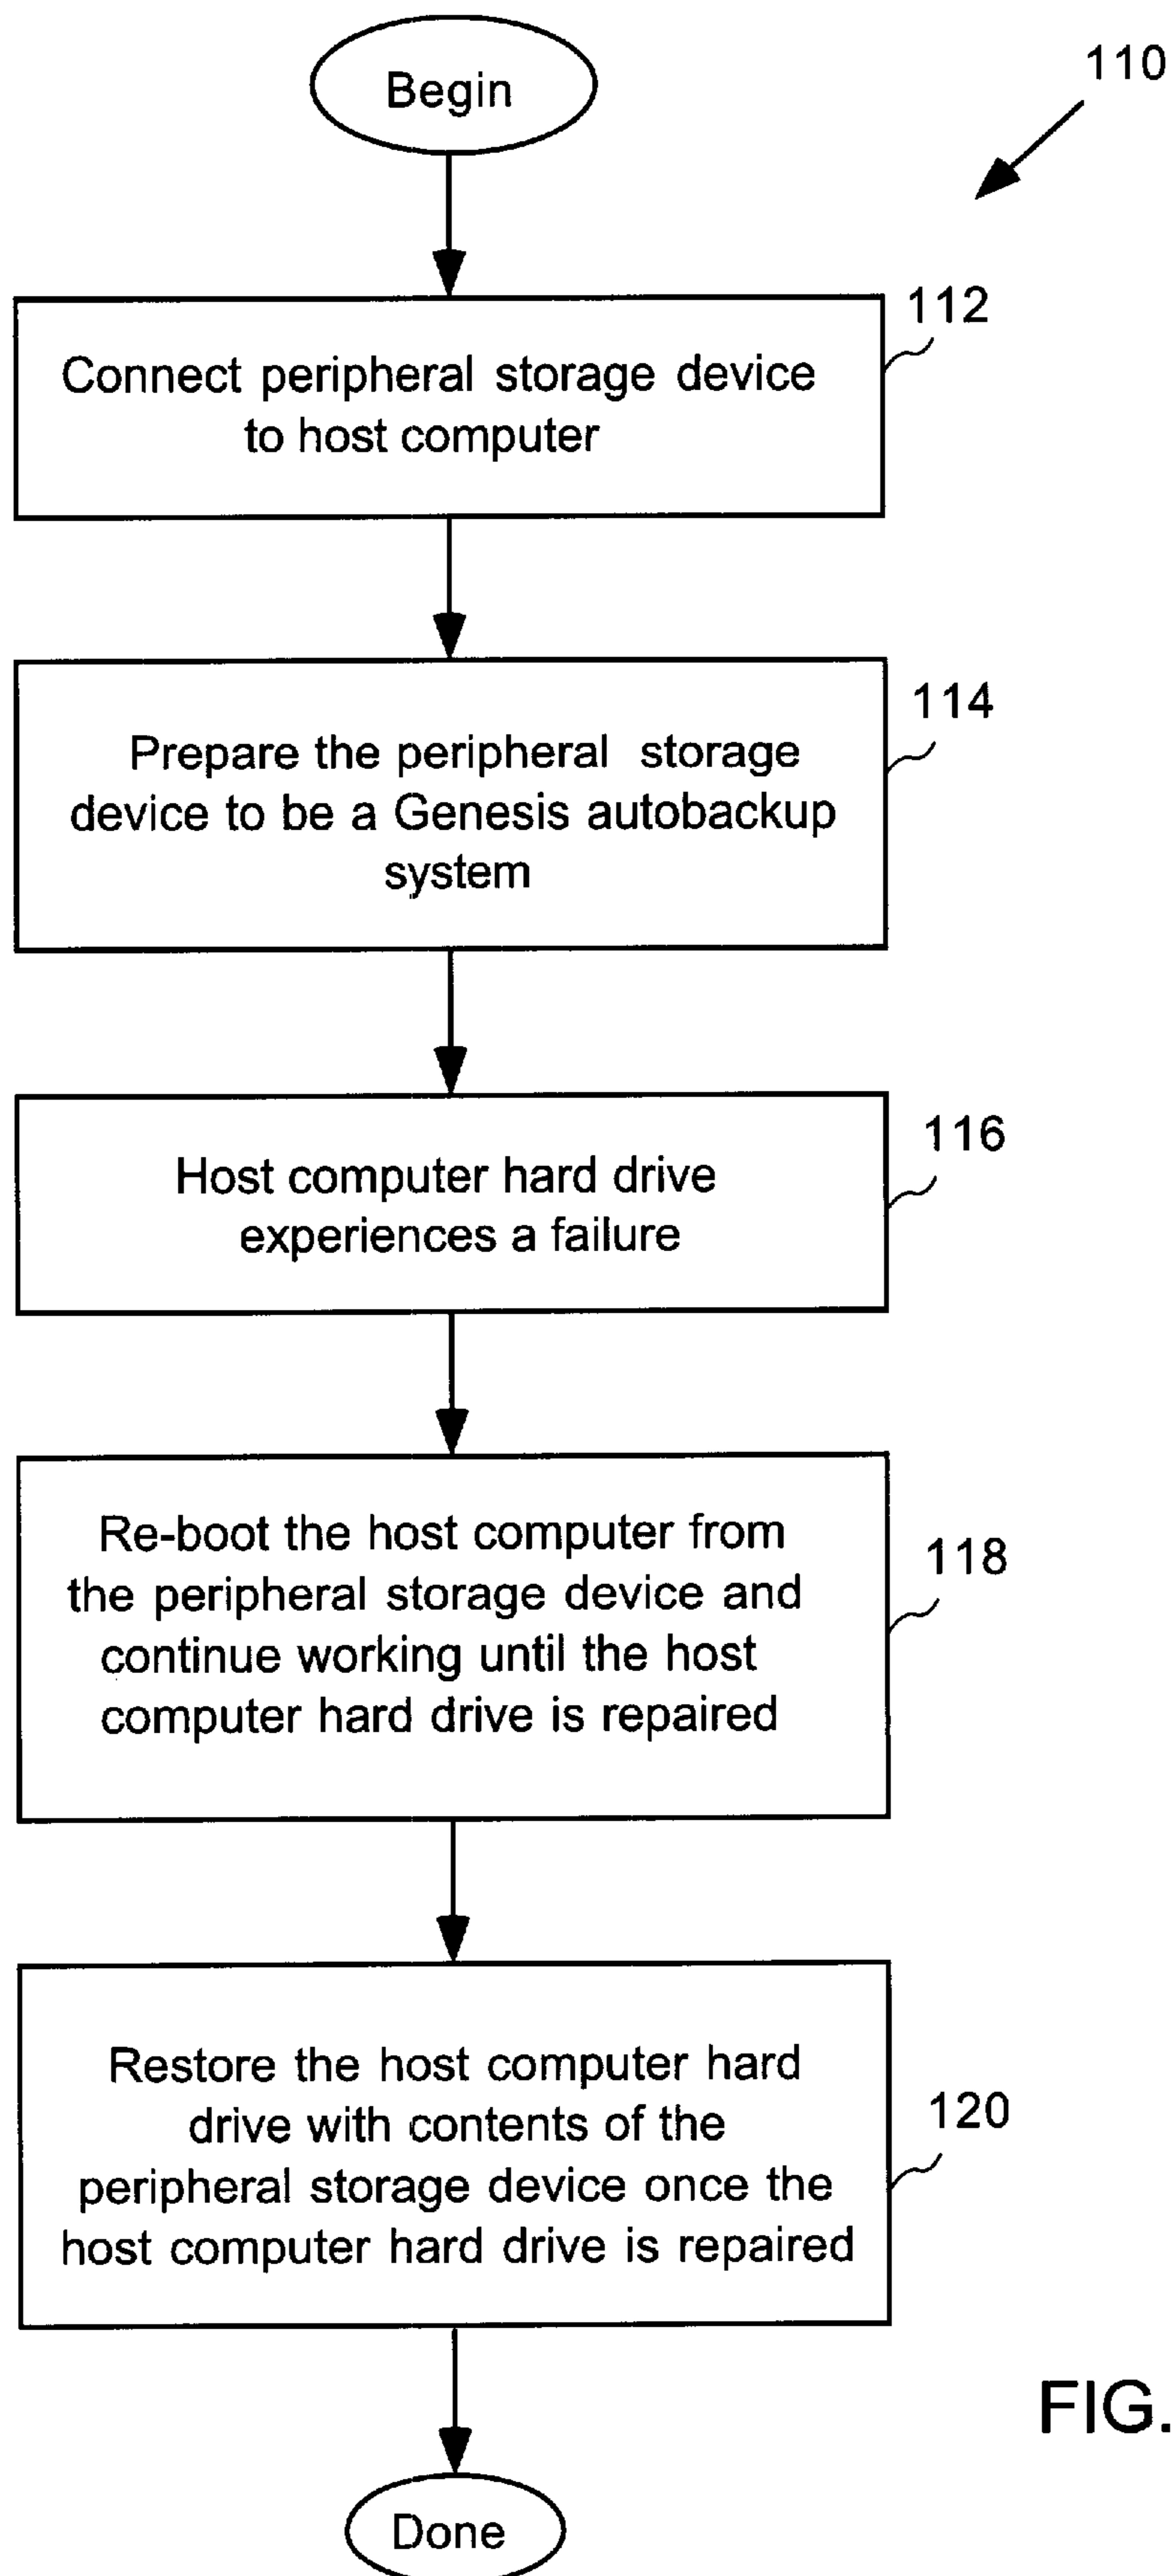 Begin
110
112
Connect peripheral storage device
to host computer
114
Prepare the peripheral storage
device to be a Genesis autobackup
system
116
Host computer hard drive
experiences a failure
118
Re-boot the host computer from
the peripheral storage device and
continue working until the host
computer hard drive is repaired
120
Restore the host computer hard
drive with contents of the
peripheral storage device once the
host computer hard drive is repaired
FIG.
Done